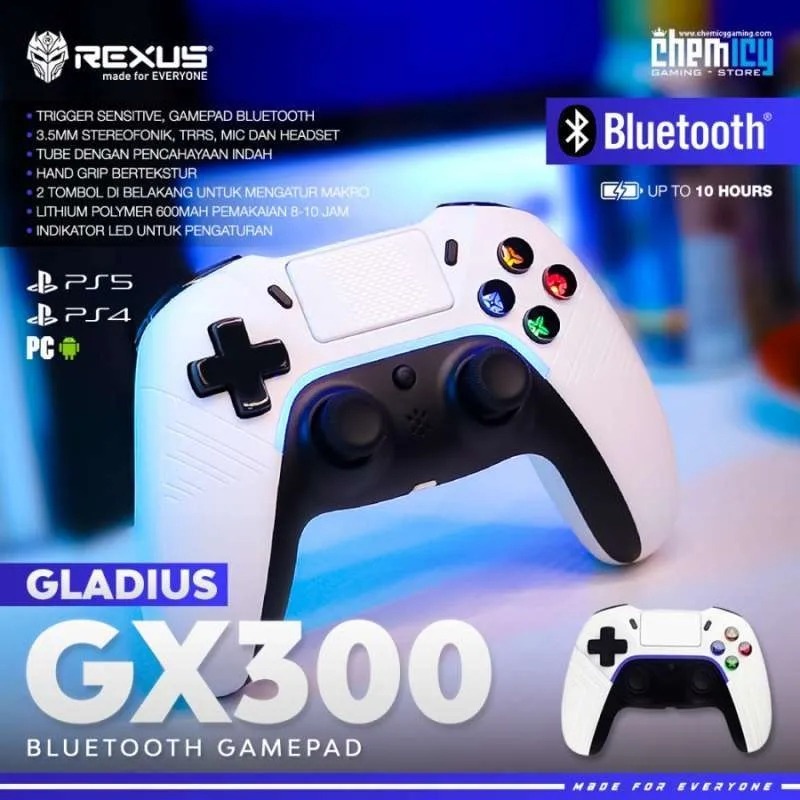 REXUS®
made for EVERYONE
www.chemicygaming.com
chemicy
GAMING - STORE
• TRIGGER SENSITIVE, GAMEPAD BLUETOOTH
• 3.5MM STEREOFONIK, TRRS, MIC DAN HEADSET
• TUBE DENGAN PENCAHAYAAN INDAH
• HAND GRIP BERTEKSTUR
• 2 TOMBOL DI BELAKANG UNTUK MENGATUR MAKRO
• LITHIUM POLYMER 600MAH PEMAKAIAN 8-10 JAM
• INDIKATOR LED UNTUK PENGATURAN
Bluetooth®
UP TO 10 HOURS
PS5
PS4
PC
GLADIUS
GX300
BLUETOOTH GAMEPAD
MADE FOR EVERYONE